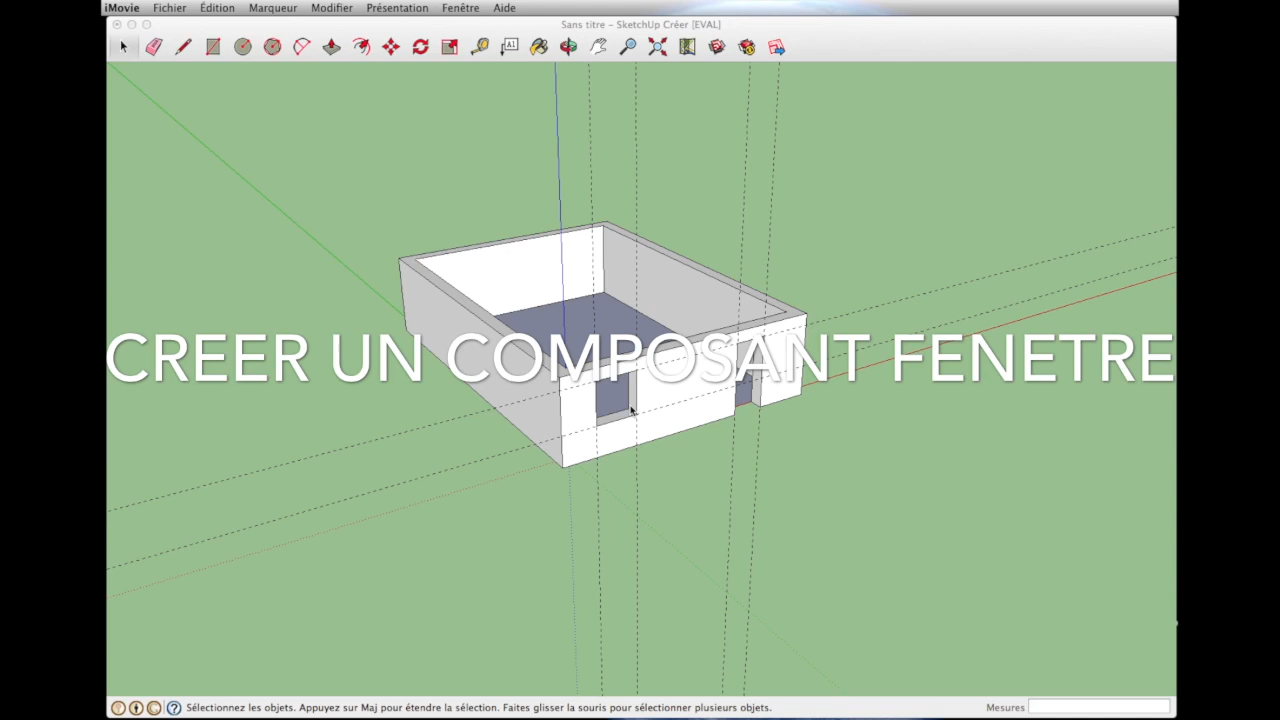 iMovie Fichier Édition Marqueur Modifier Présentation Fenêtre Aide
Sans titre – SketchUp Créer [EVAL]
A1
CREER UN COMPOSANT FENETRE
Sélectionnez les objets. Appuyez sur Maj pour étendre la sélection. Faites glisser la souris pour sélectionner plusieurs objets.
Mesures